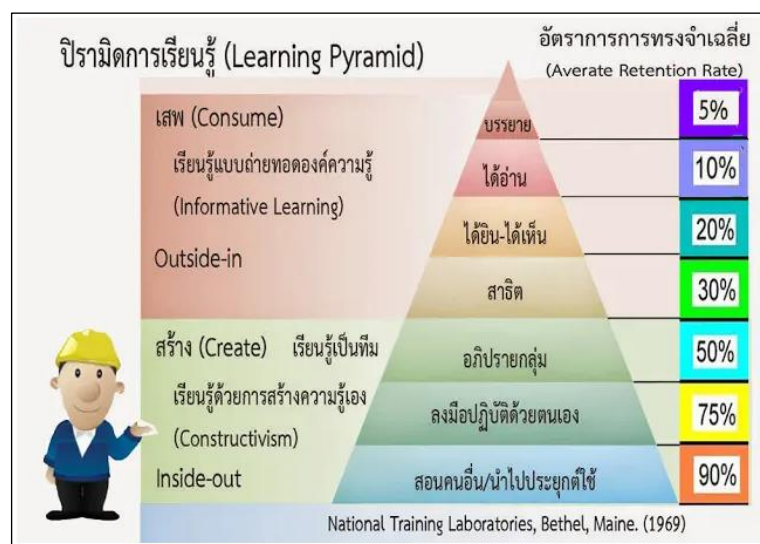 ปิรามิดการเรียนรู้ (Learning Pyramid)
อัตราการการทรงจำเฉลี่ย
(Averate Retention Rate)
เสพ (Consume)
เรียนรู้แบบถ่ายทอดองค์ความรู้
(Informative Learning)
Outside-in
บรรยาย
5%
ได้อ่าน
10%
ได้ยิน-ได้เห็น
20%
สาธิต
30%
สร้าง (Create) เรียนรู้เป็นทีม
เรียนรู้ด้วยการสร้างความรู้เอง
(Constructivism)
Inside-out
อภิปรายกลุ่ม
50%
ลงมือปฏิบัติด้วยตนเอง
75%
สอนคนอื่น/นำไปประยุกต์ใช้
90%
National Training Laboratories, Bethel, Maine. (1969)